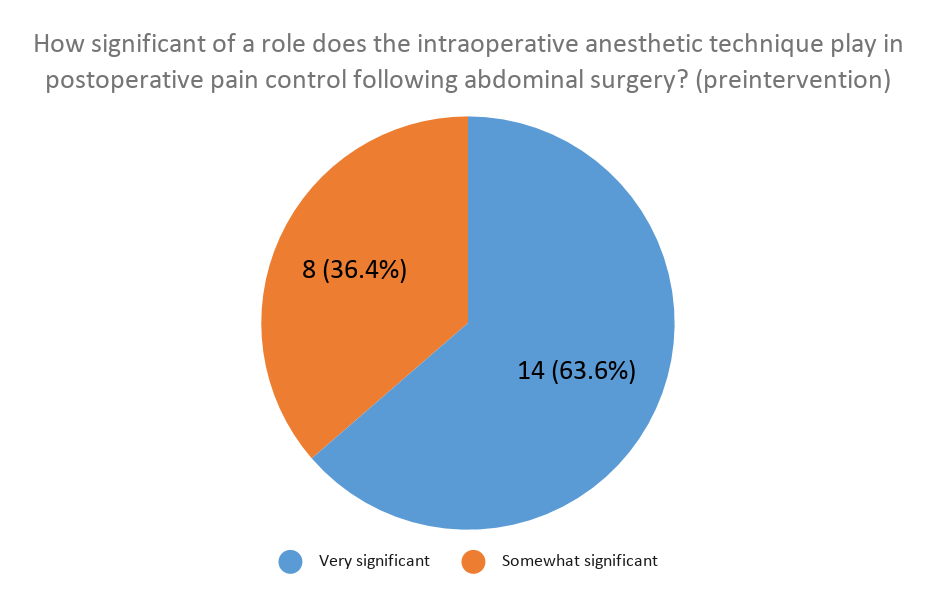 How significant of a role does the intraoperative anesthetic technique play in
postoperative pain control following abdominal surgery? (preintervention)
8 (36.4%)
14 (63.6%)
Very significant
Somewhat significant